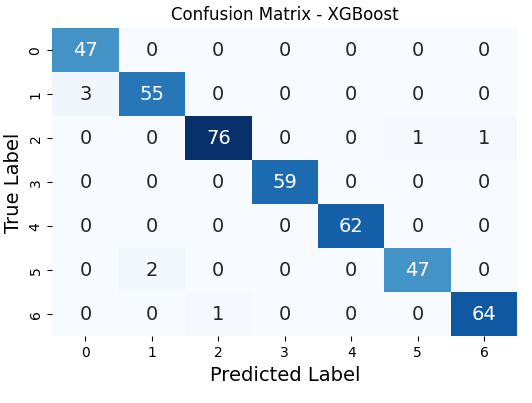 Confusion Matrix - XGBoost
True Label
0 47 0 0 0 0 0 0
1 3 55 0 0 0 0 0
2 0 0 76 0 0 1 1
3 0 0 0 59 0 0 0
4 0 0 0 0 62 0 0
5 0 2 0 0 0 47 0
6 0 0 1 0 0 0 64
0 1 2 3 4 5 6
Predicted Label